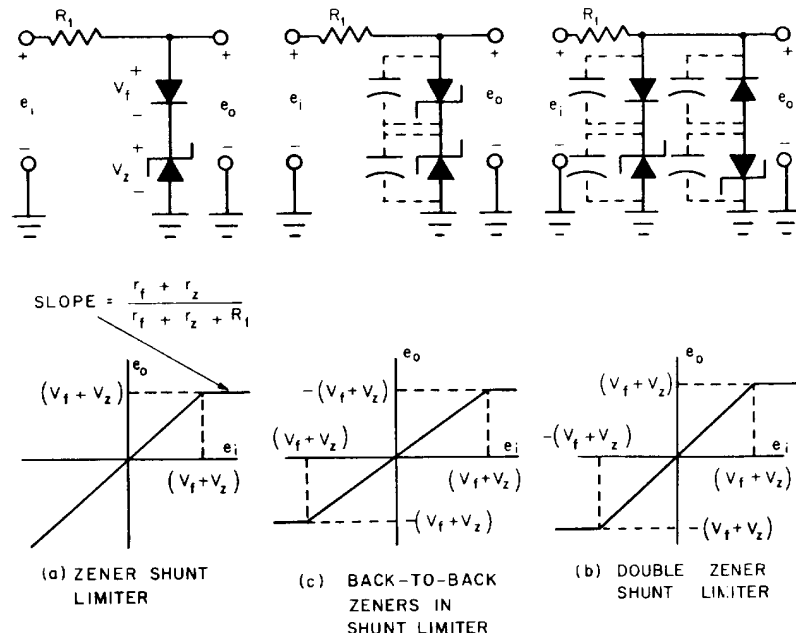 R1
R1
R1
+
+
+
+
+
+
+
Vf
-
ei
eo
ei
eo
ei
eo
+
Vz
-
-
-
-
-
-
-
SLOPE = rf + rz
rf + rz + R1
eo
eo
eo
(Vf + Vz)
-(Vf + Vz)
(Vf + Vz)
(Vf + Vz)
-(Vf + Vz)
ei
ei
ei
(Vf + Vz)
(Vf + Vz)
(Vf + Vz)
-(Vf + Vz)
-(Vf + Vz)
(a) ZENER SHUNT
LIMITER
(c) BACK-TO-BACK
ZENERS IN
SHUNT LIMITER
(b) DOUBLE ZENER
SHUNT LIMITER